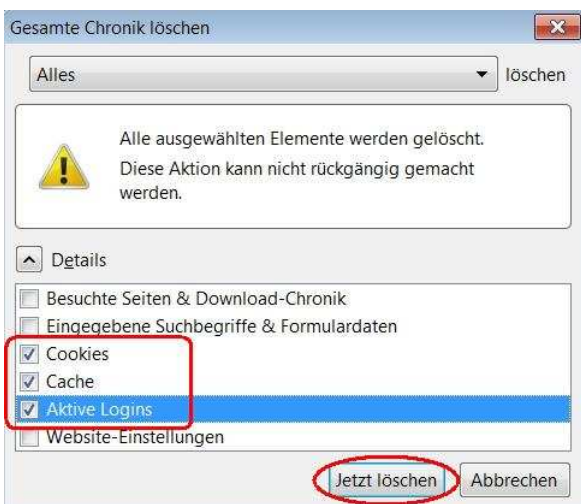 Gesamte Chronik löschen
Alles löschen
Alle ausgewählten Elemente werden gelöscht.
Diese Aktion kann nicht rückgängig gemacht
werden.
Details
Besuchte Seiten & Download-Chronik
Eingegebene Suchbegriffe & Formulardaten
Cookies
Cache
Aktive Logins
Website-Einstellungen
Jetzt löschen Abbrechen